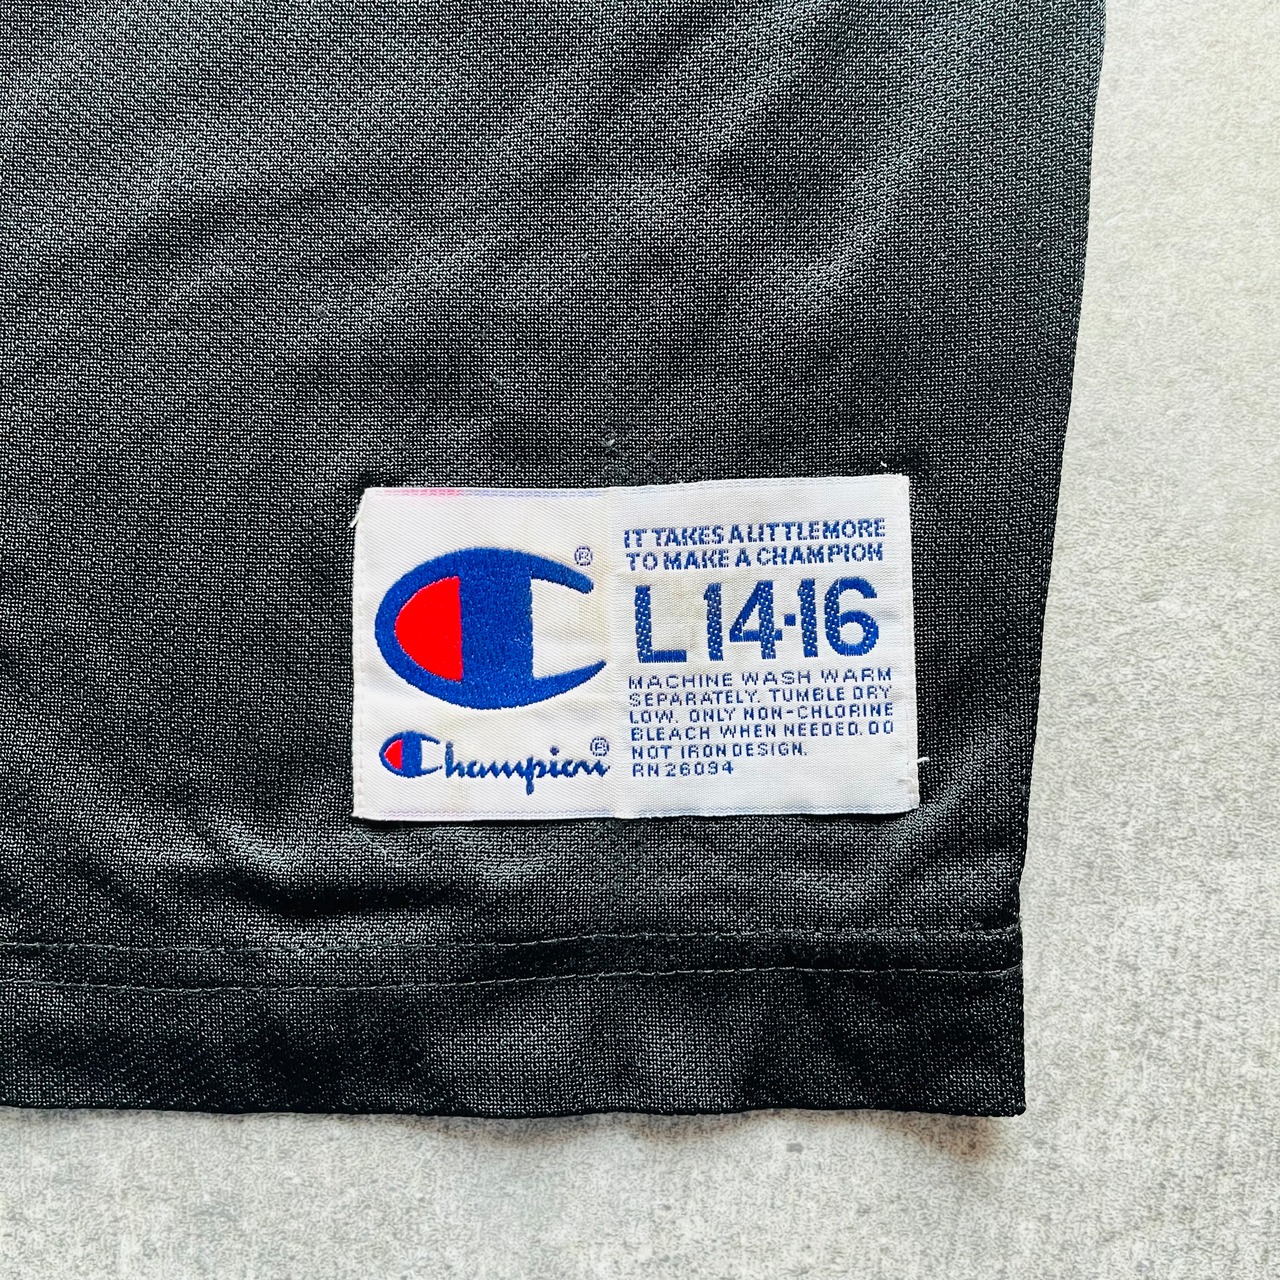 IT TAKES A LITTLE MORE
TO MAKE A CHAMPION
L 14-16
MACHINE WASH WARM
SEPARATELY. TUMBLE DRY
LOW. ONLY NON-CHLORINE
BLEACH WHEN NEEDED. DO
NOT IRON DESIGN.
RN 26094
®
Champion®